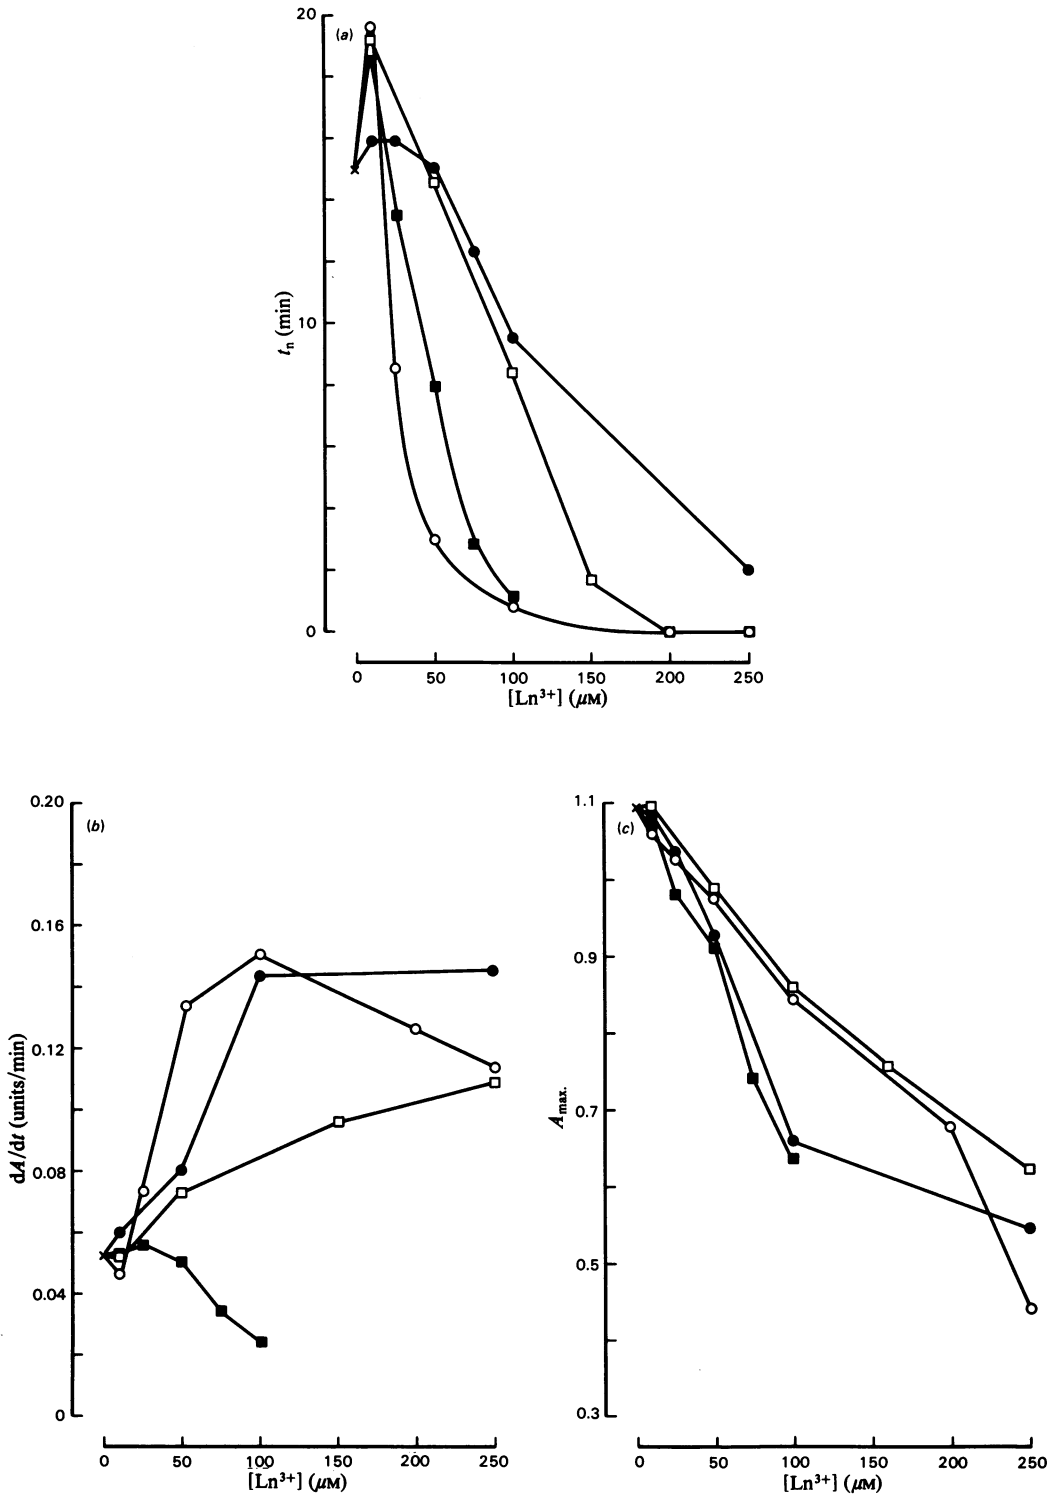 20
(a)
10
0
tₙ (min)
0 50 100 150 200 250
[Ln³⁺] (μM)
0.20
(b)
0.16
0.12
0.08
0.04
0
dA/dt (units/min)
0 50 100 150 200 250
[Ln³⁺] (μM)
1.1
(c)
0.9
0.7
0.5
0.3
Amax.
0 50 100 150 200 250
[Ln³⁺] (μM)